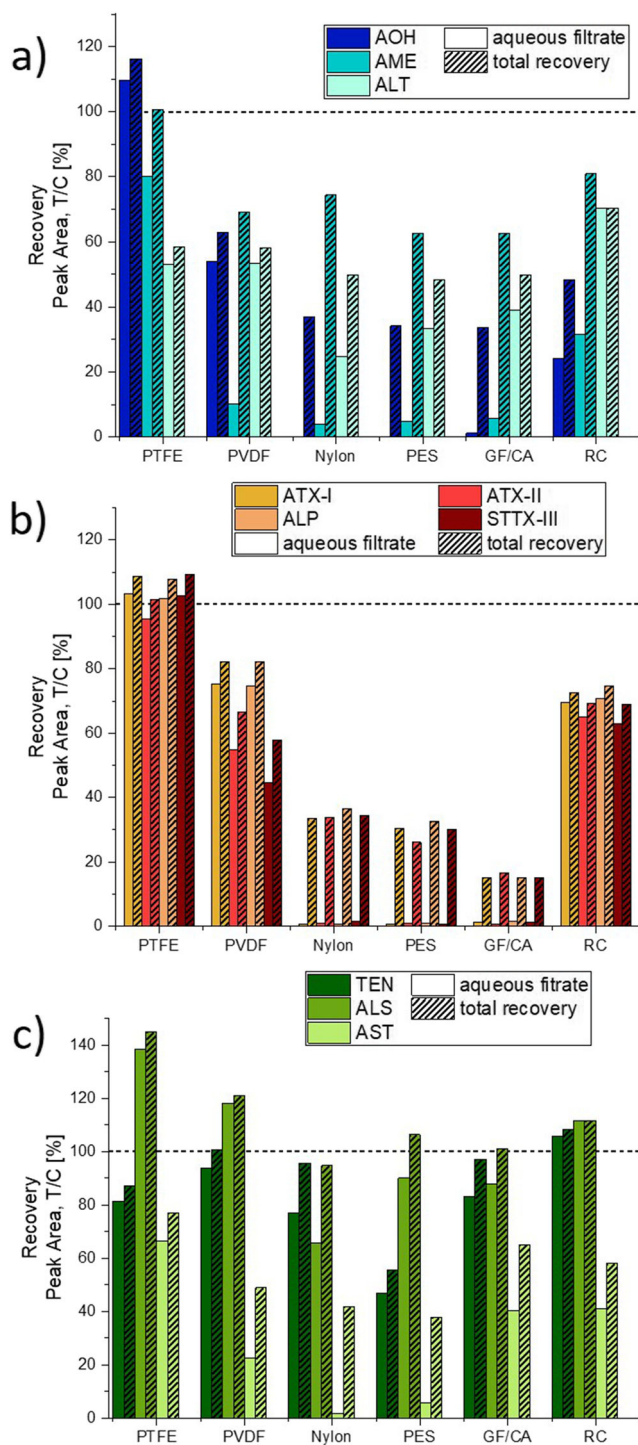 a)
AOH aqueous filtrate
AME total recovery
ALT
Recovery
Peak Area, T/C [%]
120
100
80
60
40
20
0
PTFE PVDF Nylon PES GF/CA RC
b)
ATX-I ATX-II
ALP STTX-III
aqueous filtrate total recovery
Recovery
Peak Area, T/C [%]
120
100
80
60
40
20
0
PTFE PVDF Nylon PES GF/CA RC
c)
TEN aqueous fitrate
ALS total recovery
AST
Recovery
Peak Area, T/C [%]
140
120
100
80
60
40
20
0
PTFE PVDF Nylon PES GF/CA RC